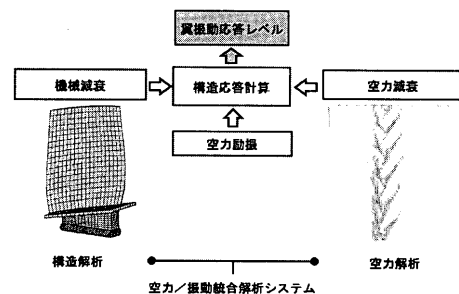 翼振動応答レベル
機械減衰
構造応答計算
空力減衰
空力励振
構造解析
空力解析
空力／振動統合解析システム